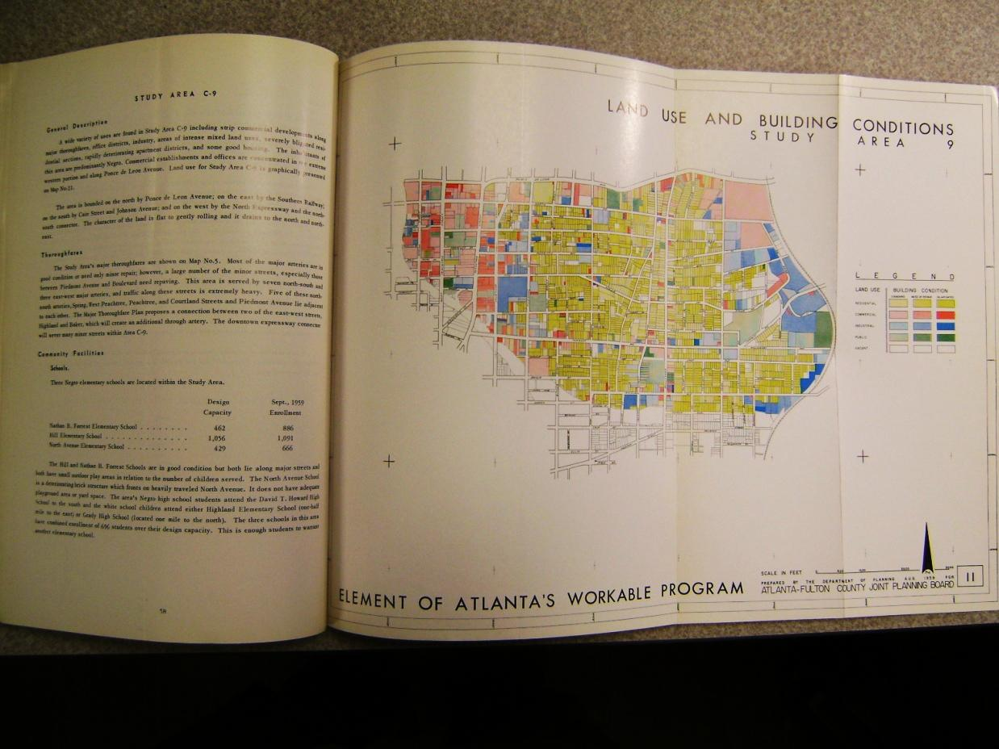 STUDY AREA C-9
General Description
A wide variety of uses are found in Study Area C-9 including strip commercial developments along
major thoroughfares, office districts, industry, areas of intense mixed land uses, severely blighted resi-
dential sections, rapidly deteriorating apartment districts, and some good housing. The inhabitants of
this area are predominantly Negro. Commercial establishments and offices are concentrated in the extreme
western portion and along Ponce de Leon Avenue. Land use for Study Area C-9 is graphically presented
on Map No. 21.
The area is bounded on the north by Ponce de Leon Avenue; on the east by the Southern Railway;
on the south by Cain Street and Johnson Avenue; and on the west by the North Expressway and the north-
south connector. The character of the land is flat to gently rolling and it drains to the north and north-
east.
Thoroughfares
The Study Area's major thoroughfares are shown on Map No.5. Most of the major arteries are in
good condition or need only minor repair; however, a large number of the minor streets, especially those
between Piedmont Avenue and Boulevard need repaving. This area is served by seven north-south and
three east-west major arteries, and traffic along these streets is extremely heavy. Five of these north-
south arteries, Spring, West Peachtree, Peachtree, and Courtland Streets and Piedmont Avenue lie adjacent
to each other. The Major Thoroughfare Plan proposes a connection between two of the east-west streets,
Highland and Baker, which will create an additional through artery. The downtown expressway connector
will sever many minor streets within Area C-9.
Community Facilities
Schools.
Three Negro elementary schools are located within the Study Area.
Design Sept., 1959
Capacity Enrollment
Nathan B. Forrest Elementary School . . . . . . . . 462 886
Hill Elementary School . . . . . . . . . . . . . . 1,056 1,091
North Avenue Elementary School . . . . . . . . . . 429 666
The Hill and Nathan B. Forrest Schools are in good condition but both lie along major streets and
both have small outdoor play areas in relation to the number of children served. The North Avenue School
is a deteriorating brick structure which fronts on heavily traveled North Avenue. It does not have adequate
playground area or yard space. The area's Negro high school students attend the David T. Howard High
School to the south and the white school children attend either Highland Elementary School (one-half
mile to the east) or Grady High School (located one mile to the north). The three schools in this area
have combined enrollment of 696 students over their design capacity. This is enough students to warrant
another elementary school.
58
LAND USE AND BUILDING CONDITIONS
STUDY AREA 9
LEGEND
LAND USE BUILDING CONDITION
STANDARD NEED OF REPAIR DILAPIDATED
RESIDENTIAL
COMMERCIAL
INDUSTRIAL
PUBLIC
VACANT
ELEMENT OF ATLANTA'S WORKABLE PROGRAM
SCALE IN FEET 0
PREPARED BY THE DEPARTMENT OF PLANNING AUG. 1959 FOR
ATLANTA-FULTON COUNTY JOINT PLANNING BOARD
11